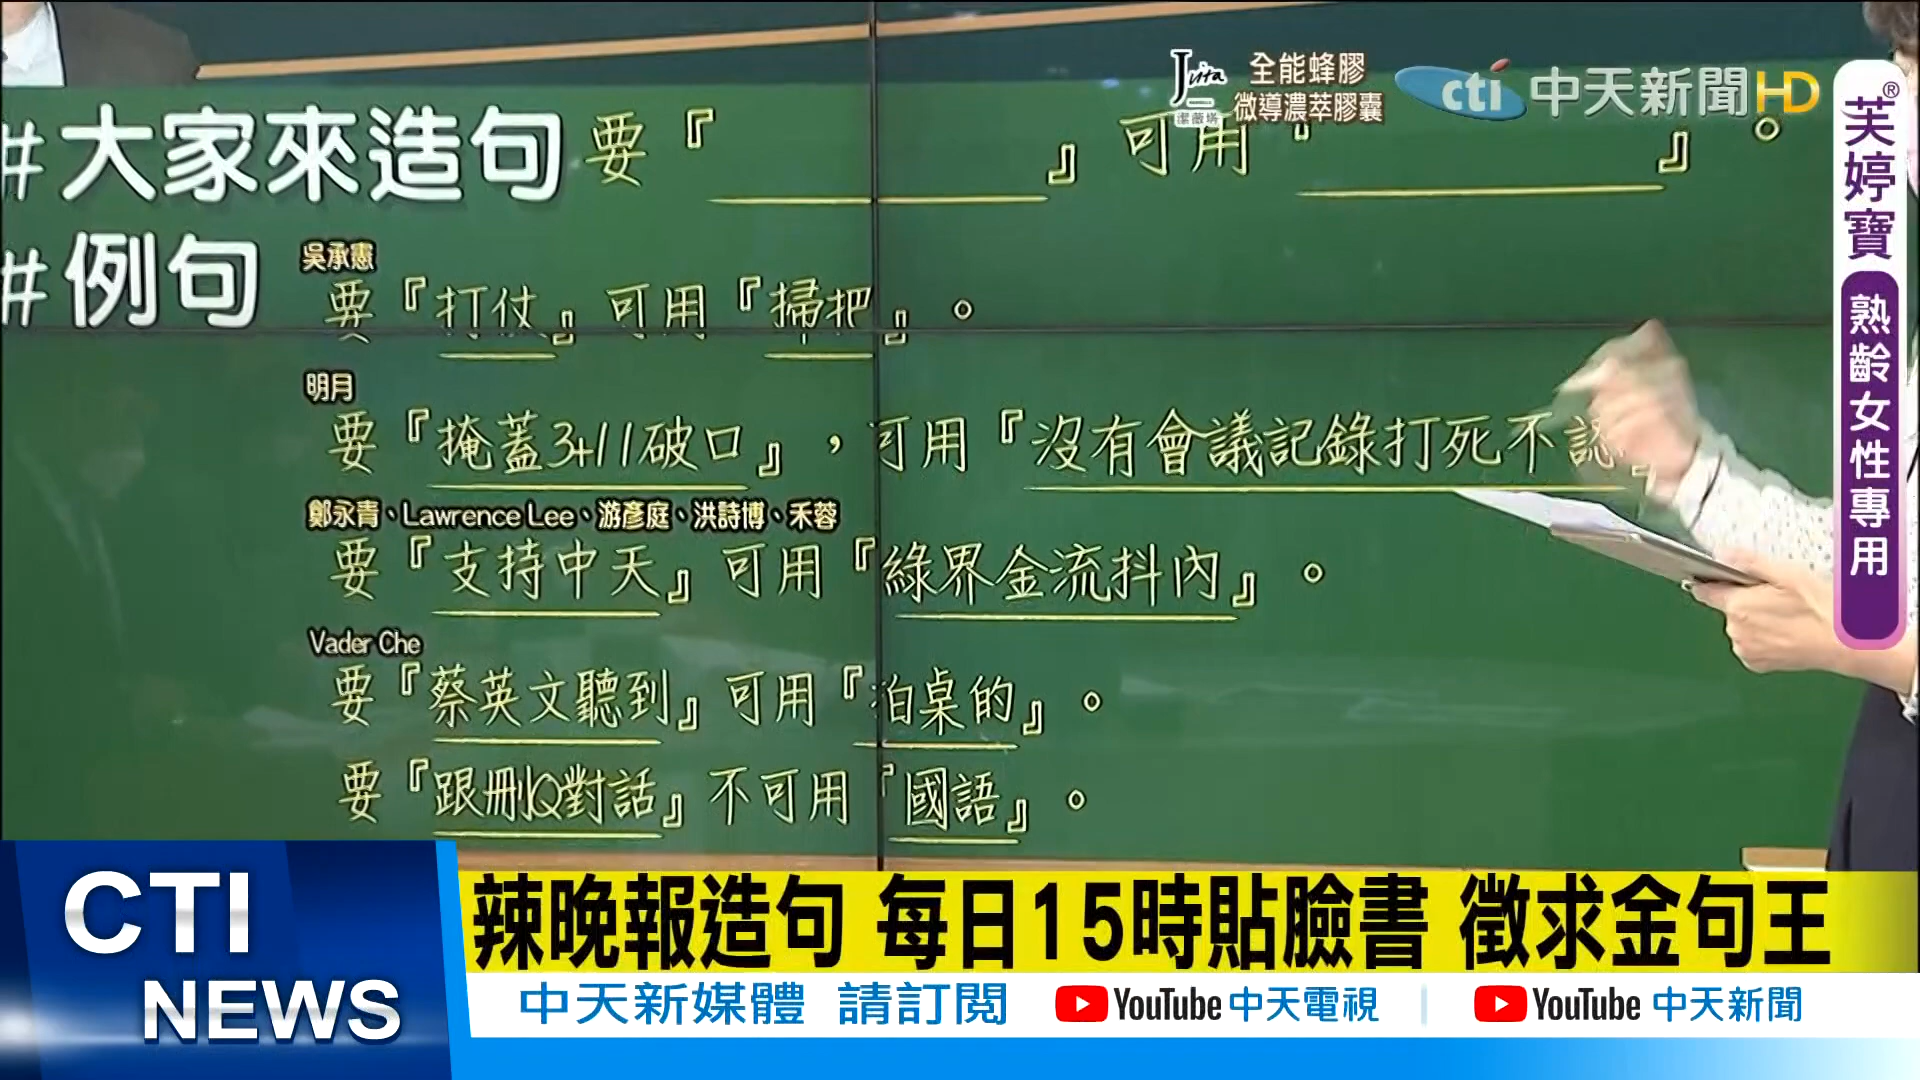 Jvita 全能蜂膠
潔薇塔 微導濃萃膠囊
cti 中天新聞HD
芙婷寶®
熟齡女性專用
#大家來造句 要『 』可用『 』。
#例句
吳承憲
要『打仗』可用『掃把』。
明月
要『掩蓋3+11破口』，可用『沒有會議記錄打死不認』
鄭永青、Lawrence Lee、游彥庭、洪詩博、禾蓉
要『支持中天』可用『綠界金流抖內』。
Vader Che
要『蔡英文聽到』可用『拍桌的』。
要『跟刪Q對話』不可用『國語』。
CTI
NEWS
辣晚報造句 每日15時貼臉書 徵求金句王
中天新媒體 請訂閱 YouTube 中天電視 | YouTube 中天新聞